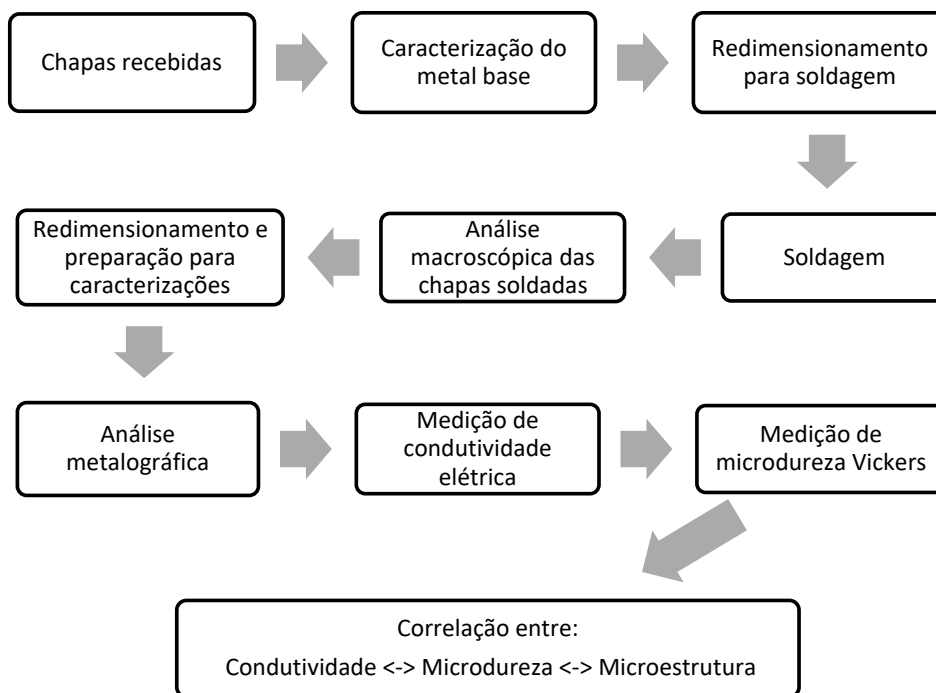 Chapas recebidas
Caracterização do
metal base
Redimensionamento
para soldagem
Soldagem
Análise
macroscópica das
chapas soldadas
Redimensionamento e
preparação para
caracterizações
Análise
metalográfica
Medição de
condutividade
elétrica
Medição de
microdureza Vickers
Correlação entre:
Condutividade <-> Microdureza <-> Microestrutura